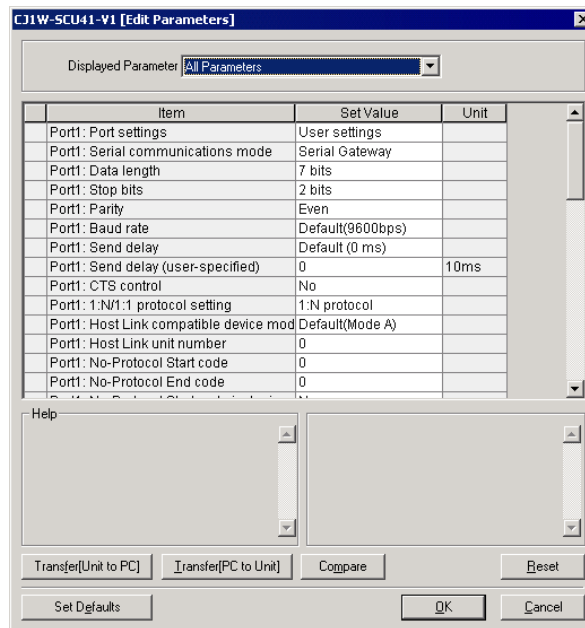 CJ1W-SCU41-V1 [Edit Parameters]
Displayed Parameter All Parameters
Item Set Value Unit
Port1: Port settings User settings
Port1: Serial communications mode Serial Gateway
Port1: Data length 7 bits
Port1: Stop bits 2 bits
Port1: Parity Even
Port1: Baud rate Default(9600bps)
Port1: Send delay Default (0 ms)
Port1: Send delay (user-specified) 0 10ms
Port1: CTS control No
Port1: 1:N/1:1 protocol setting 1:N protocol
Port1: Host Link compatible device mod Default(Mode A)
Port1: Host Link unit number 0
Port1: No-Protocol Start code 0
Port1: No-Protocol End code 0
Help
Transfer[Unit to PC] Transfer[PC to Unit] Compare Reset
Set Defaults OK Cancel